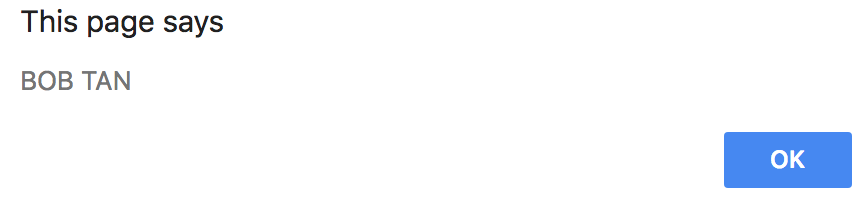 This page says
BOB TAN
OK